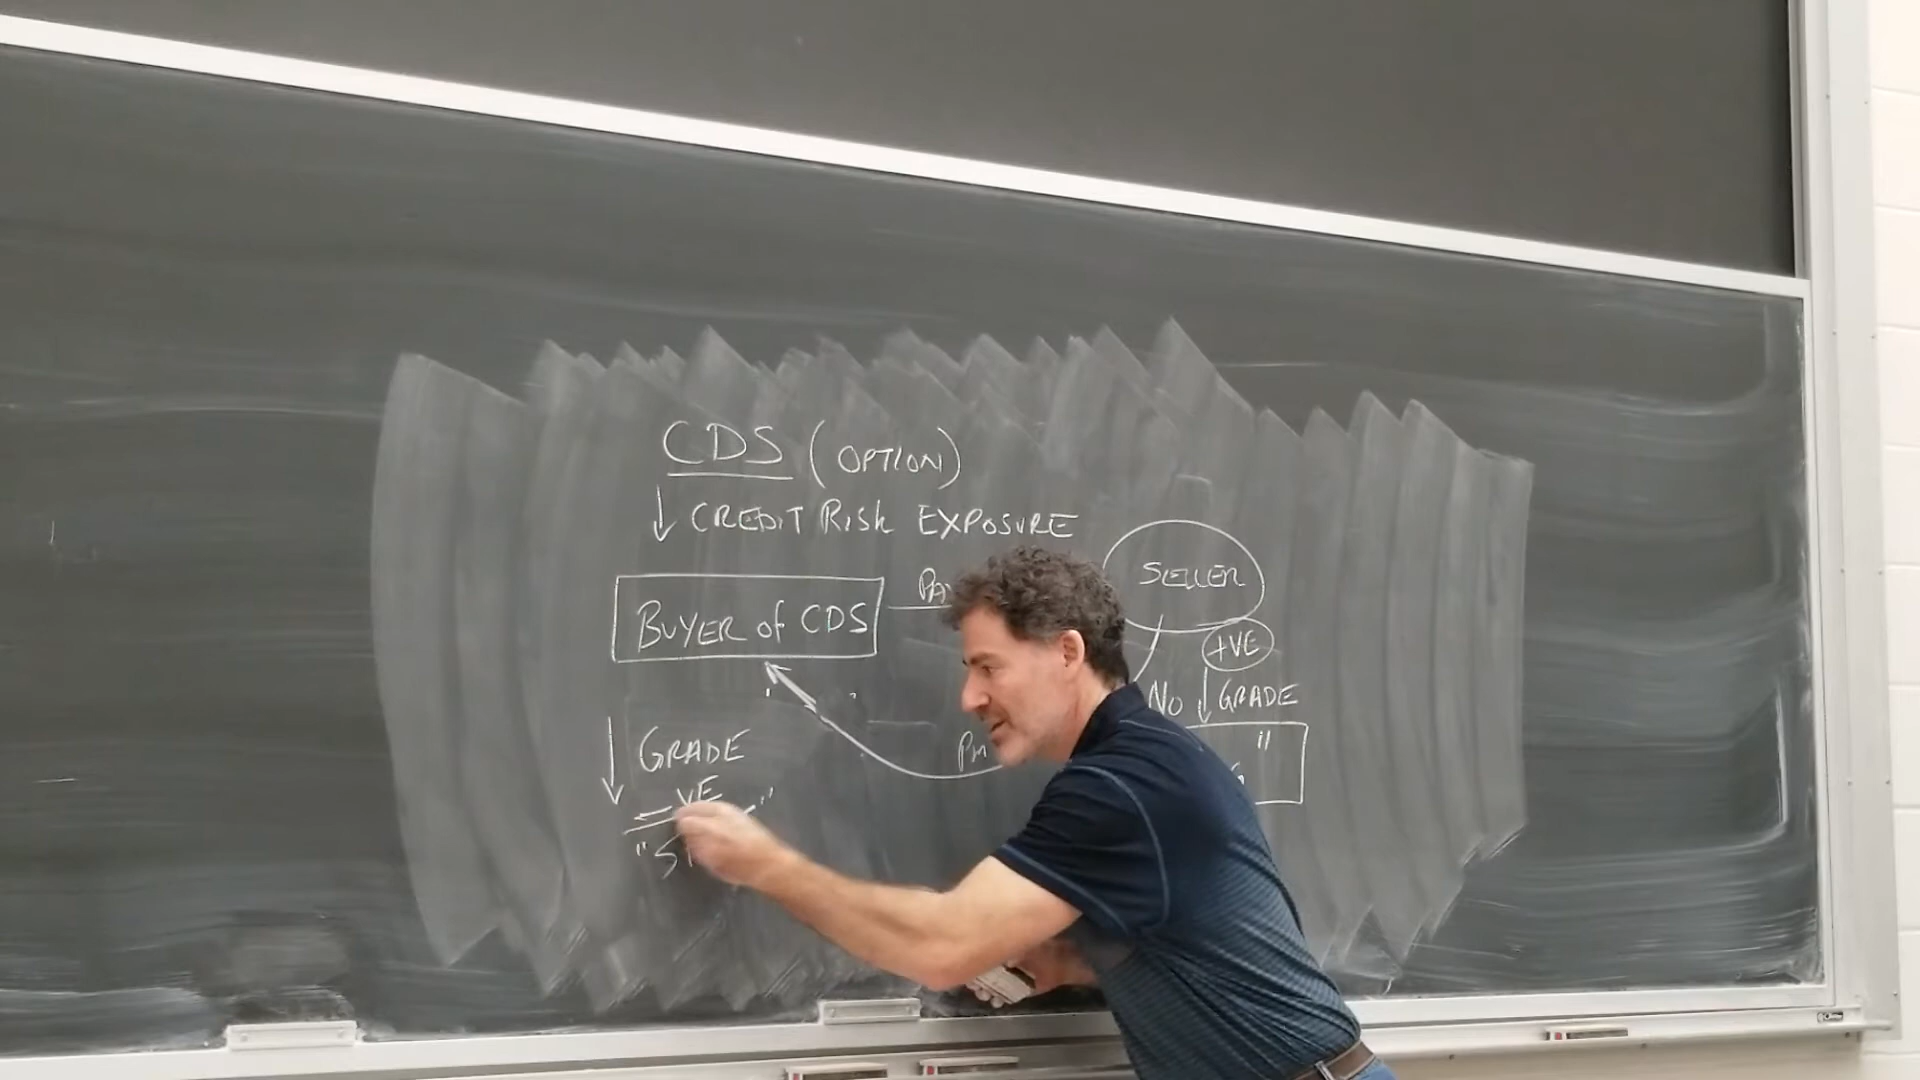 CDS (OPTION)
↓ CREDIT RISK EXPOSURE
BUYER of CDS
SELLER
+VE
NO ↓ GRADE
↓ GRADE
VE